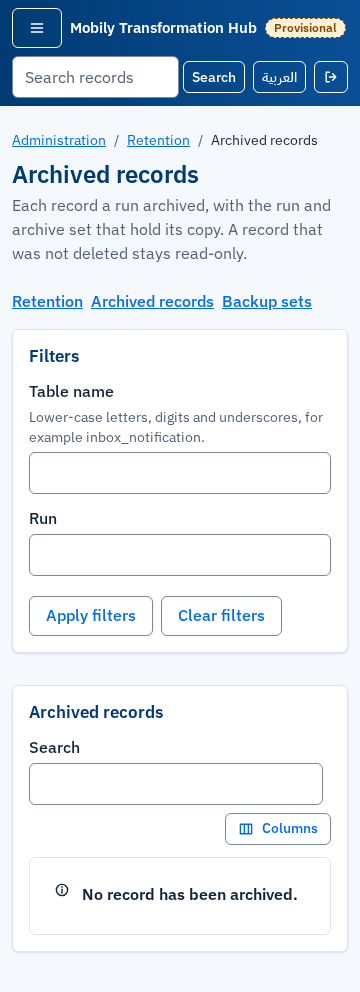 Mobily Transformation Hub Provisional
Search records Search العربية
Administration / Retention / Archived records
Archived records
Each record a run archived, with the run and
archive set that hold its copy. A record that
was not deleted stays read-only.
Retention Archived records Backup sets
Filters
Table name
Lower-case letters, digits and underscores, for
example inbox_notification.
Run
Apply filters Clear filters
Archived records
Search
Columns
No record has been archived.